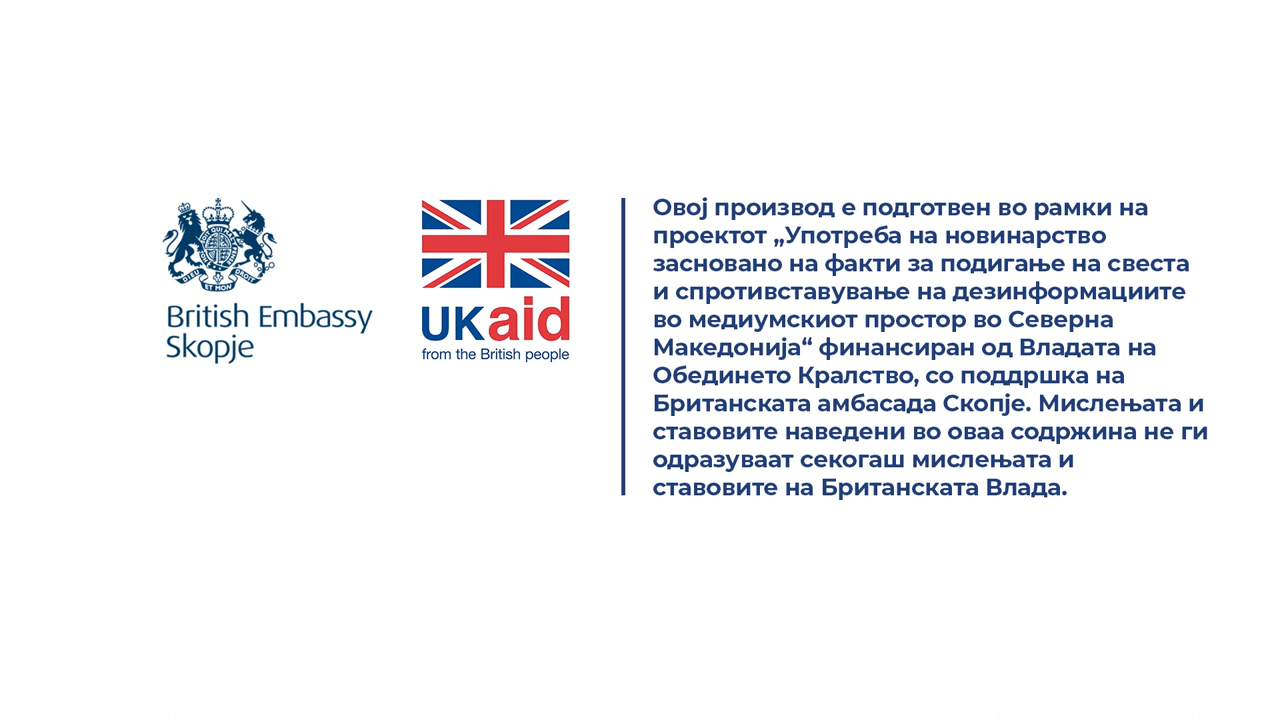 British Embassy
Skopje
UKaid
from the British people
Овој производ е подготвен во рамки на
проектот „Употреба на новинарство
засновано на факти за подигање на свеста
и спротивставување на дезинформациите
во медиумскиот простор во Северна
Македонија“ финансиран од Владата на
Обединето Кралство, со поддршка на
Британската амбасада Скопје. Мислењата и
ставовите наведени во оваа содржина не ги
одразуваат секогаш мислењата и
ставовите на Британската Влада.